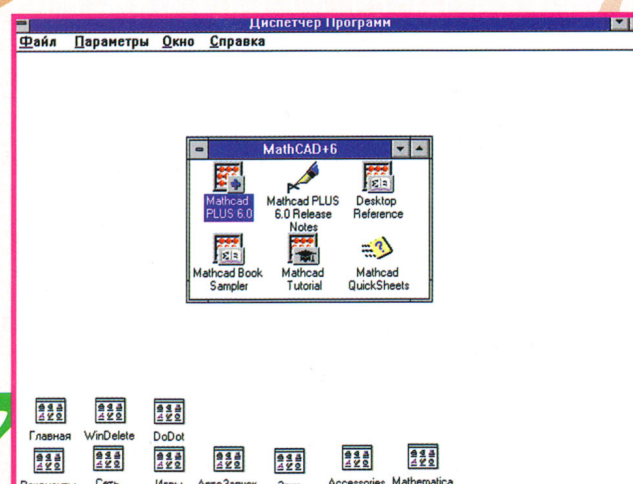 Диспетчер Программ
Файл Параметры Окно Справка
MathCAD+6
Mathcad PLUS 6.0
Mathcad PLUS 6.0 Release Notes
Desktop Reference
Mathcad Book Sampler
Mathcad Tutorial
Mathcad QuickSheets
Главная WinDelete DoDot
Сеть Игры АвтоЗапуск Accessories Mathematica